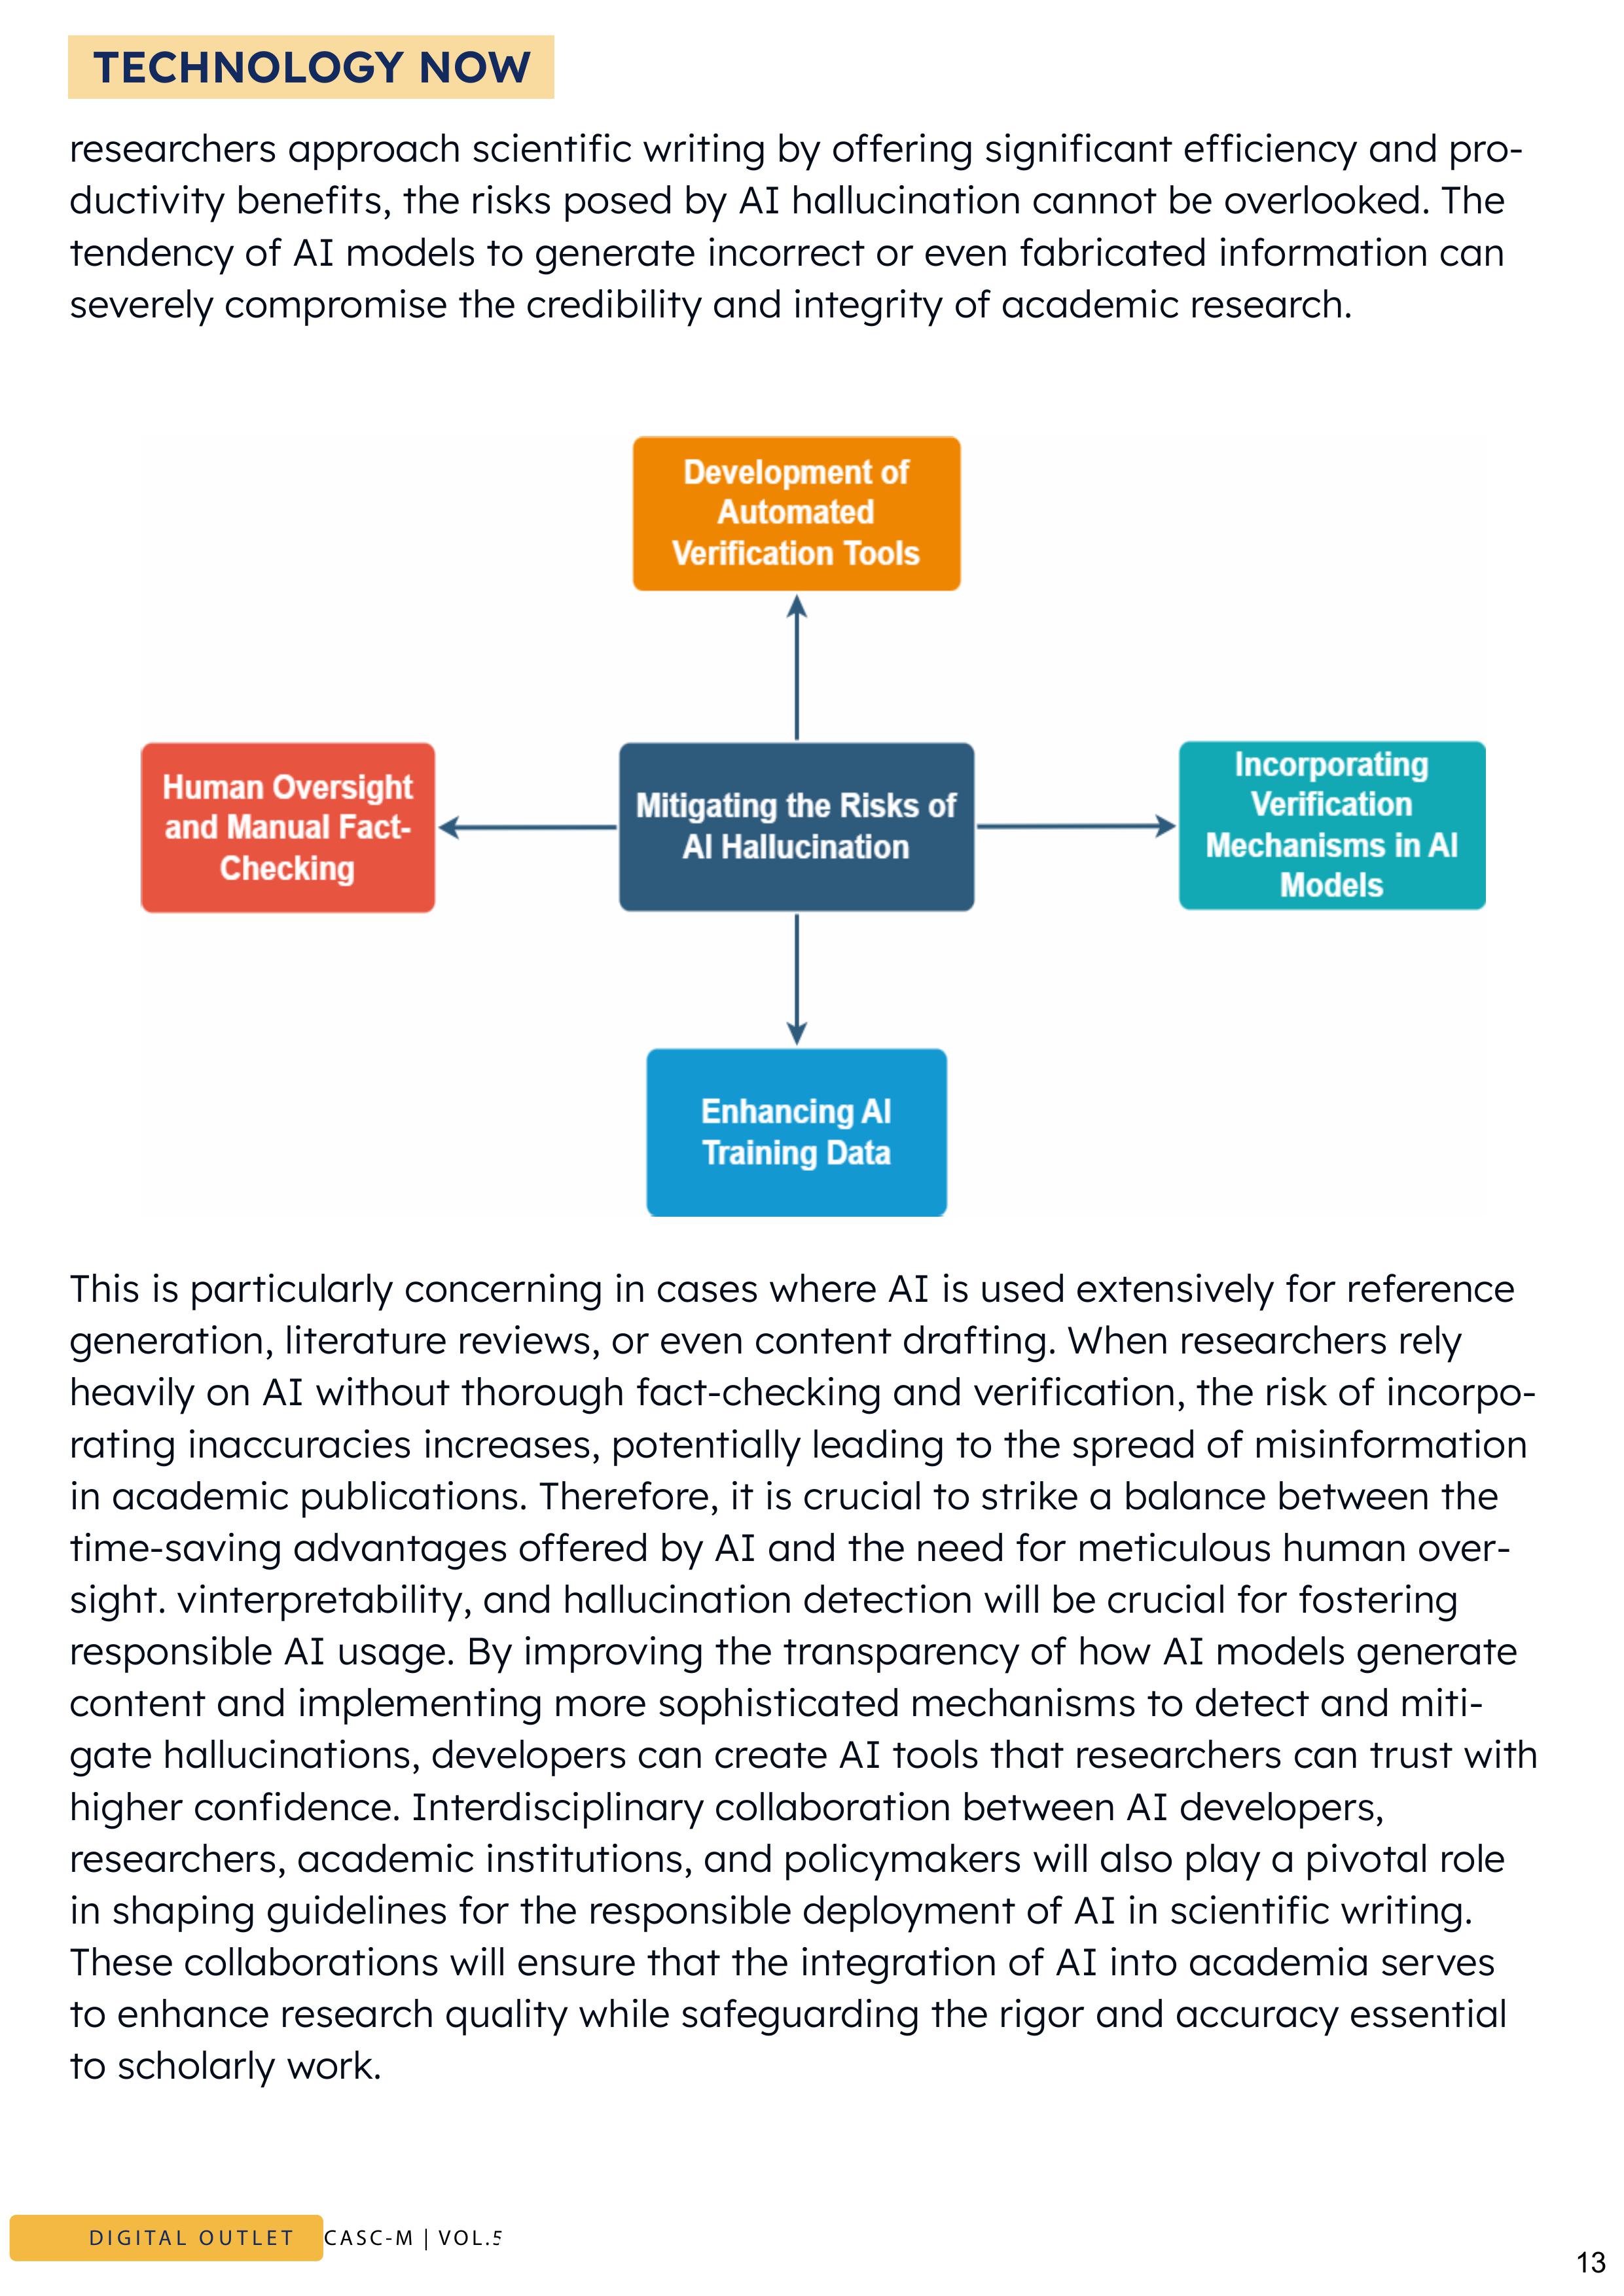 TECHNOLOGY NOW
researchers approach scientific writing by offering significant efficiency and pro-
ductivity benefits, the risks posed by AI hallucination cannot be overlooked. The
tendency of AI models to generate incorrect or even fabricated information can
severely compromise the credibility and integrity of academic research.
Development of
Automated
Verification Tools
Human Oversight
and Manual Fact-
Checking
Mitigating the Risks of
AI Hallucination
Incorporating
Verification
Mechanisms in AI
Models
Enhancing AI
Training Data
This is particularly concerning in cases where AI is used extensively for reference
generation, literature reviews, or even content drafting. When researchers rely
heavily on AI without thorough fact-checking and verification, the risk of incorpo-
rating inaccuracies increases, potentially leading to the spread of misinformation
in academic publications. Therefore, it is crucial to strike a balance between the
time-saving advantages offered by AI and the need for meticulous human over-
sight. vinterpretability, and hallucination detection will be crucial for fostering
responsible AI usage. By improving the transparency of how AI models generate
content and implementing more sophisticated mechanisms to detect and miti-
gate hallucinations, developers can create AI tools that researchers can trust with
higher confidence. Interdisciplinary collaboration between AI developers,
researchers, academic institutions, and policymakers will also play a pivotal role
in shaping guidelines for the responsible deployment of AI in scientific writing.
These collaborations will ensure that the integration of AI into academia serves
to enhance research quality while safeguarding the rigor and accuracy essential
to scholarly work.
DIGITAL OUTLET CASC-M | VOL.5
13